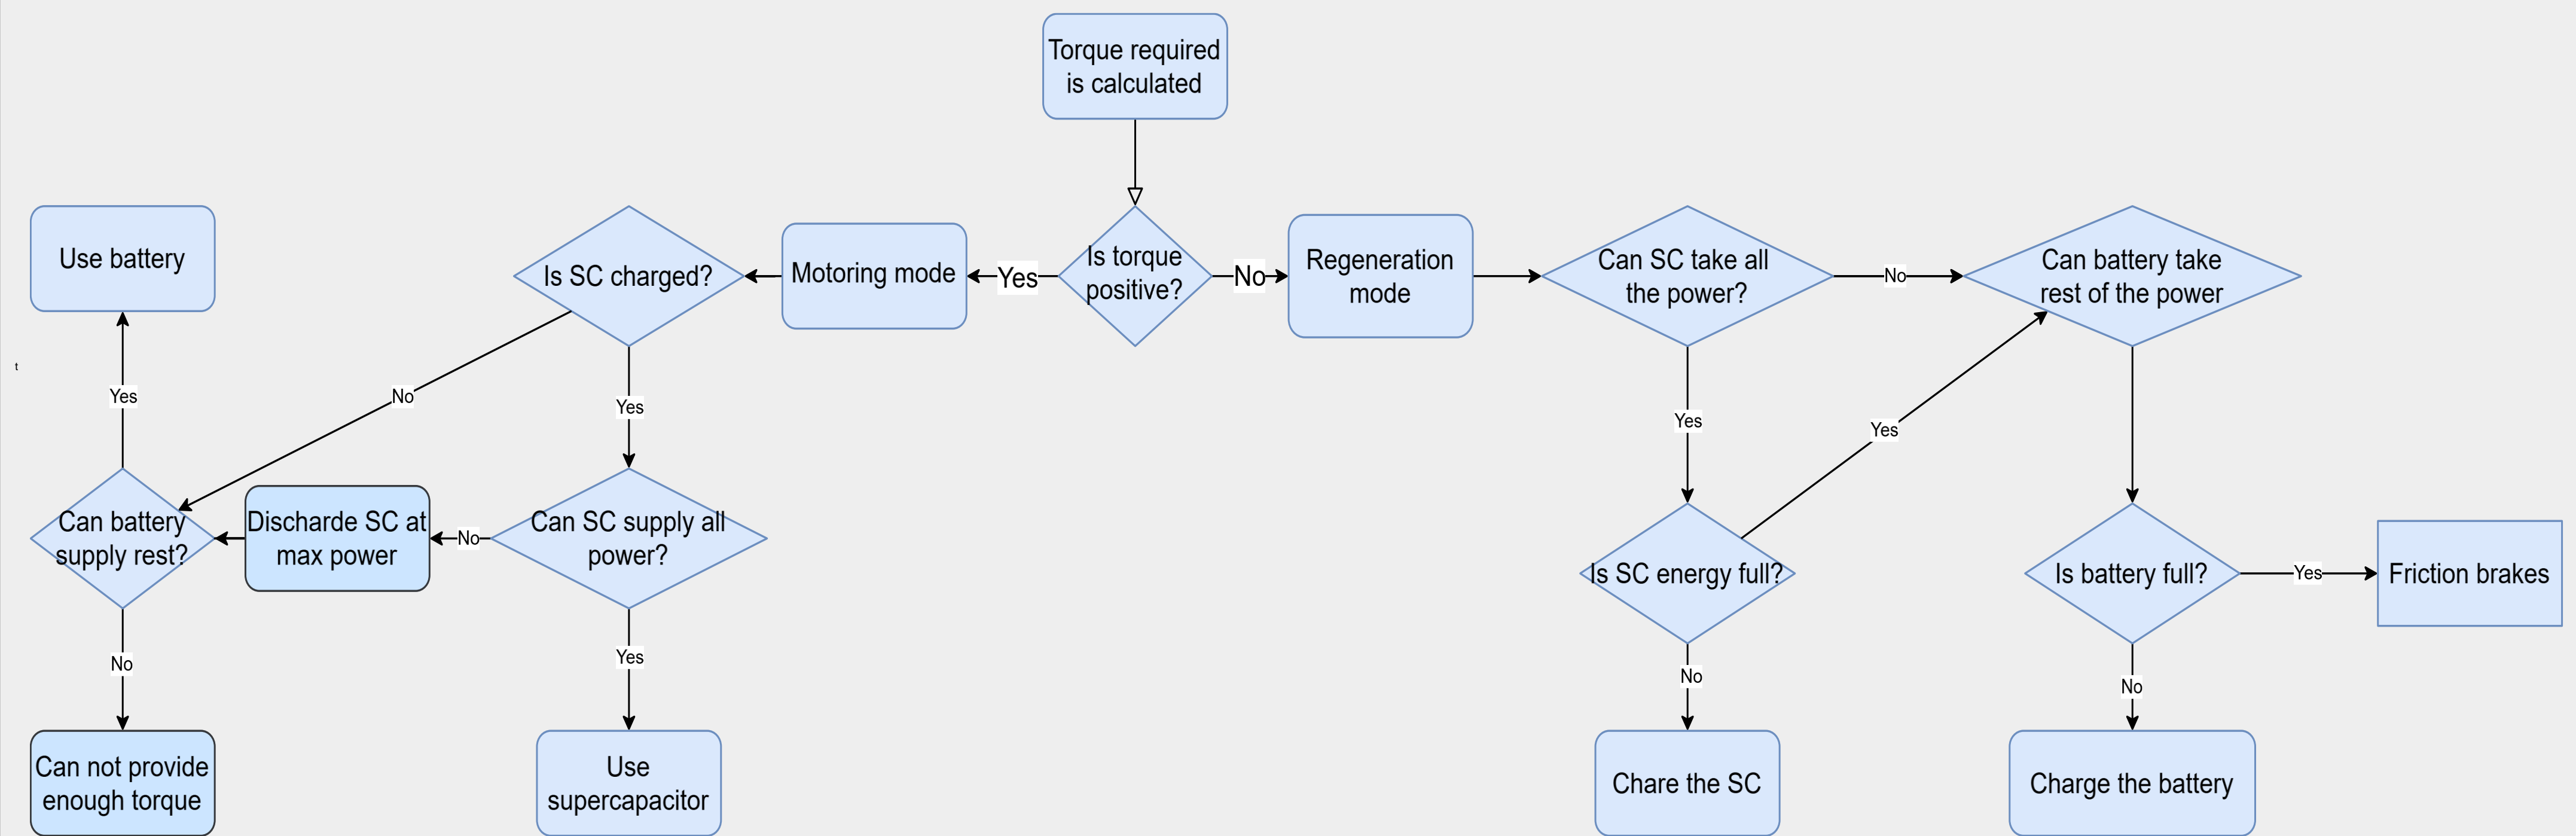 Torque required
is calculated
Use battery
Is SC charged?
Motoring mode
Yes
Is torque
positive?
No
Regeneration
mode
Can SC take all
the power?
No
Can battery take
rest of the power
t
Yes
No
Yes
Yes
Yes
Can battery
supply rest?
Discharde SC at
max power
No
Can SC supply all
power?
Is SC energy full?
Is battery full?
Yes
Friction brakes
No
Yes
No
No
Can not provide
enough torque
Use
supercapacitor
Chare the SC
Charge the battery